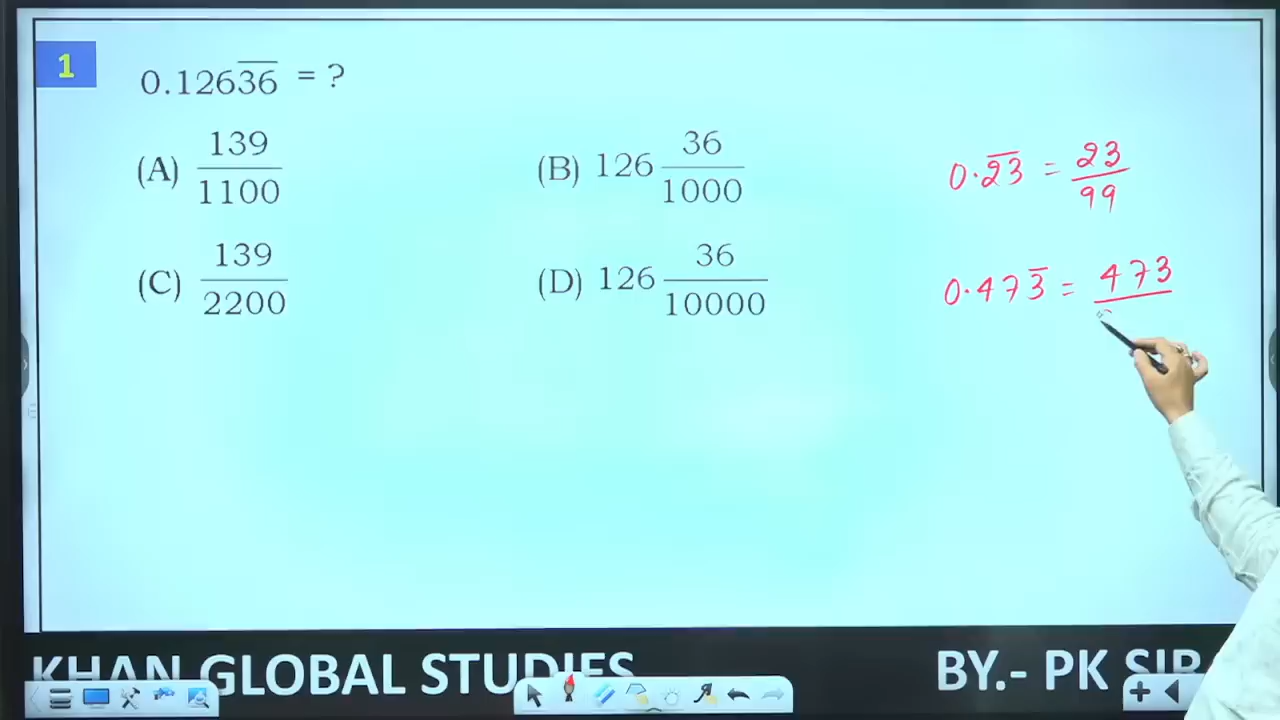 1
0.126\overline{36} = ?
(A) 139/1100
(B) 126 36/1000
(C) 139/2200
(D) 126 36/10000
0.\overline{23} = 23/99
0.47\overline{3} = 473
KHAN GLOBAL STUDIES
BY.- PK SIR